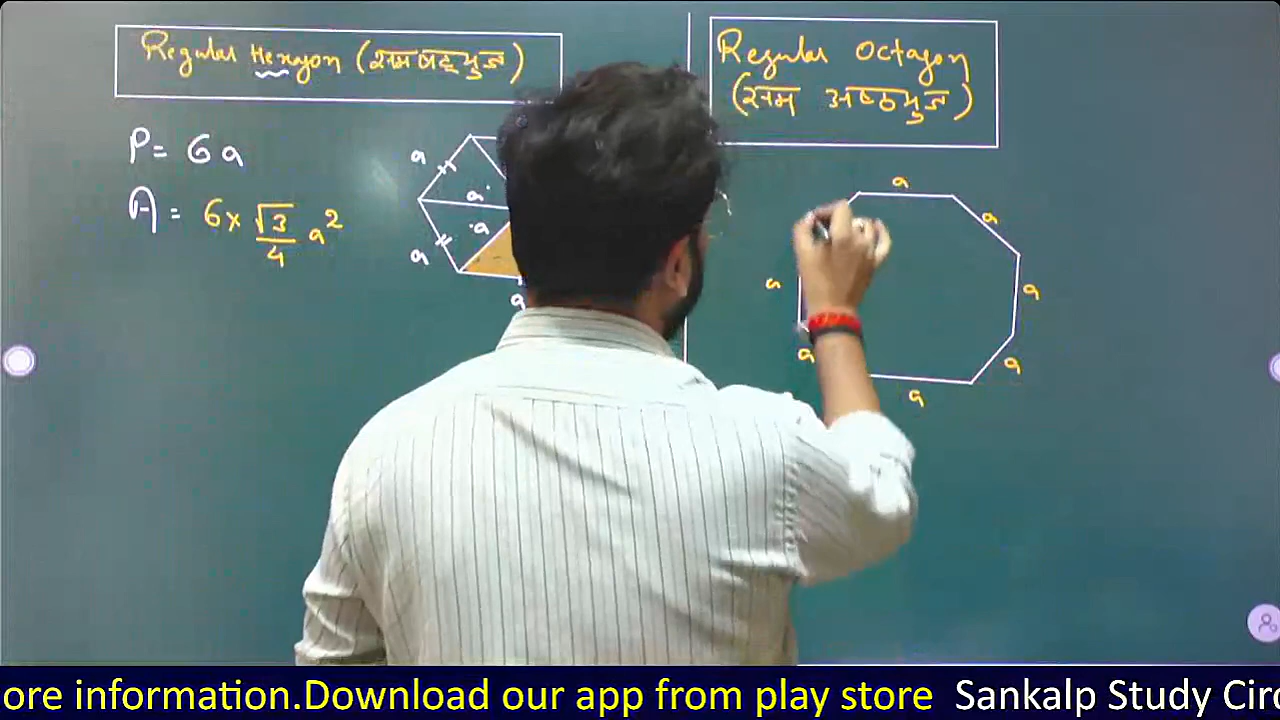 Regular Hexagon (समषट्भुज)
P = 6a
A = 6 × √3/4 a²
a
a
a
a
a
Regular Octagon
(सम अष्ठभुज)
a
a
a
a
a
a
a
ore information.Download our app from play store Sankalp Study Circ